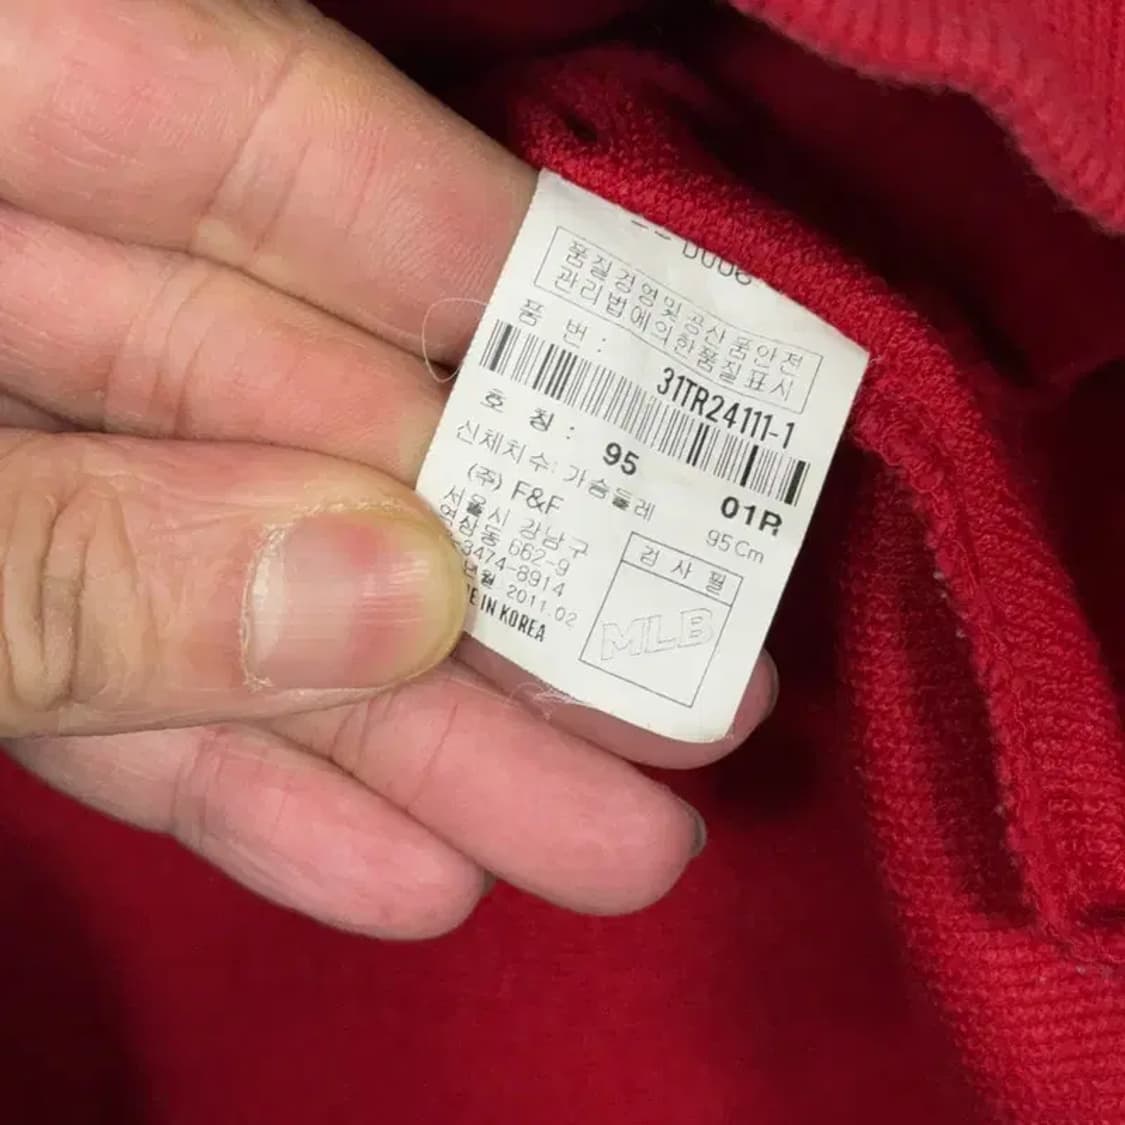 품질경영및공산품안전
관리법에의한품질표시
품 번 :
31TR24111-1
호 칭 : 95 01R
신체치수: 가슴둘레 95Cm
(주) F&F
서울시 강남구
역삼동 662-9
3474-8914
년월 2011.02
IN KOREA
검 사 필
MLB